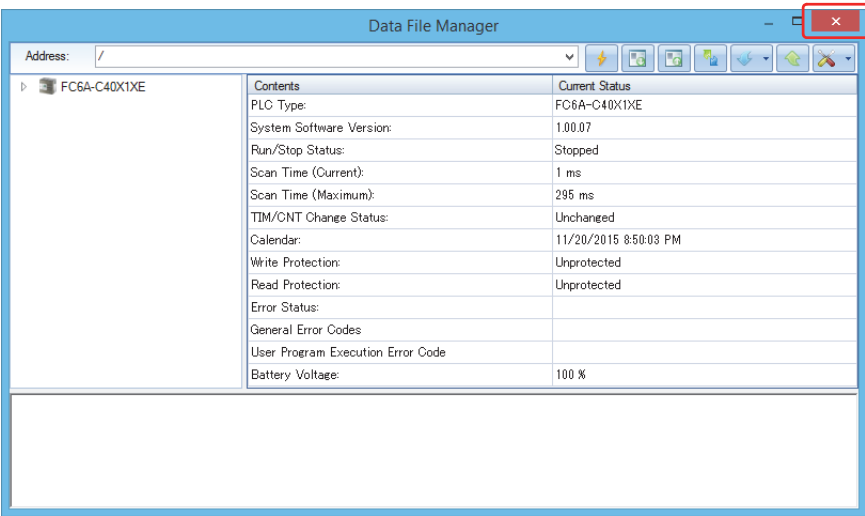 Data File Manager
Address: /
FC6A-C40X1XE
Contents Current Status
PLC Type: FC6A-C40X1XE
System Software Version: 1.00.07
Run/Stop Status: Stopped
Scan Time (Current): 1 ms
Scan Time (Maximum): 295 ms
TIM/CNT Change Status: Unchanged
Calendar: 11/20/2015 8:50:03 PM
Write Protection: Unprotected
Read Protection: Unprotected
Error Status:
General Error Codes
User Program Execution Error Code
Battery Voltage: 100 %